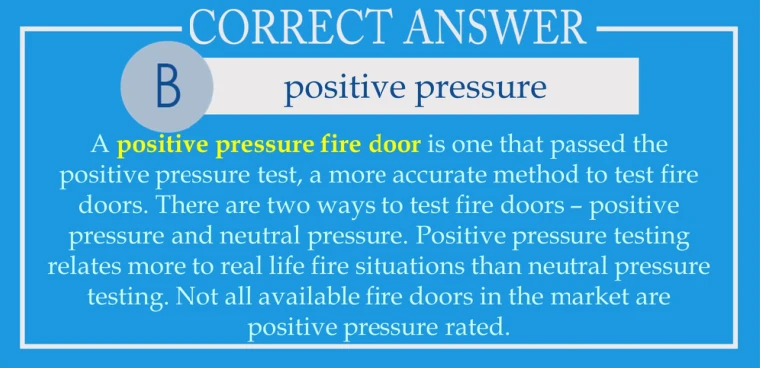 CORRECT ANSWER
B positive pressure
A positive pressure fire door is one that passed the
positive pressure test, a more accurate method to test fire
doors. There are two ways to test fire doors – positive
pressure and neutral pressure. Positive pressure testing
relates more to real life fire situations than neutral pressure
testing. Not all available fire doors in the market are
positive pressure rated.